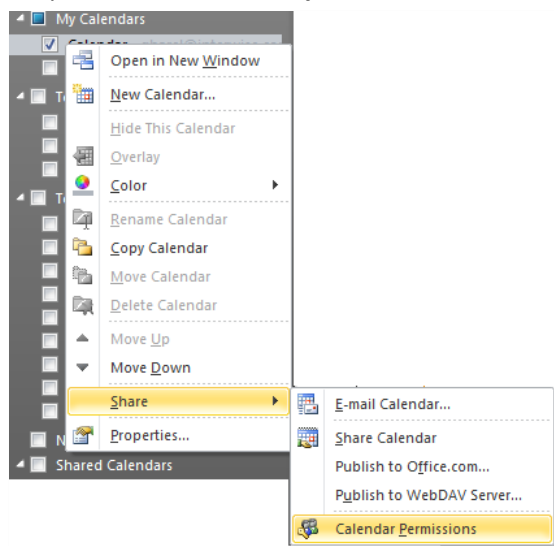 My Calendars
Open in New Window
New Calendar...
Hide This Calendar
Overlay
Color
Rename Calendar
Copy Calendar
Move Calendar
Delete Calendar
Move Up
Move Down
Share
E-mail Calendar...
Properties...
Share Calendar
Shared Calendars
Publish to Office.com...
Publish to WebDAV Server...
Calendar Permissions